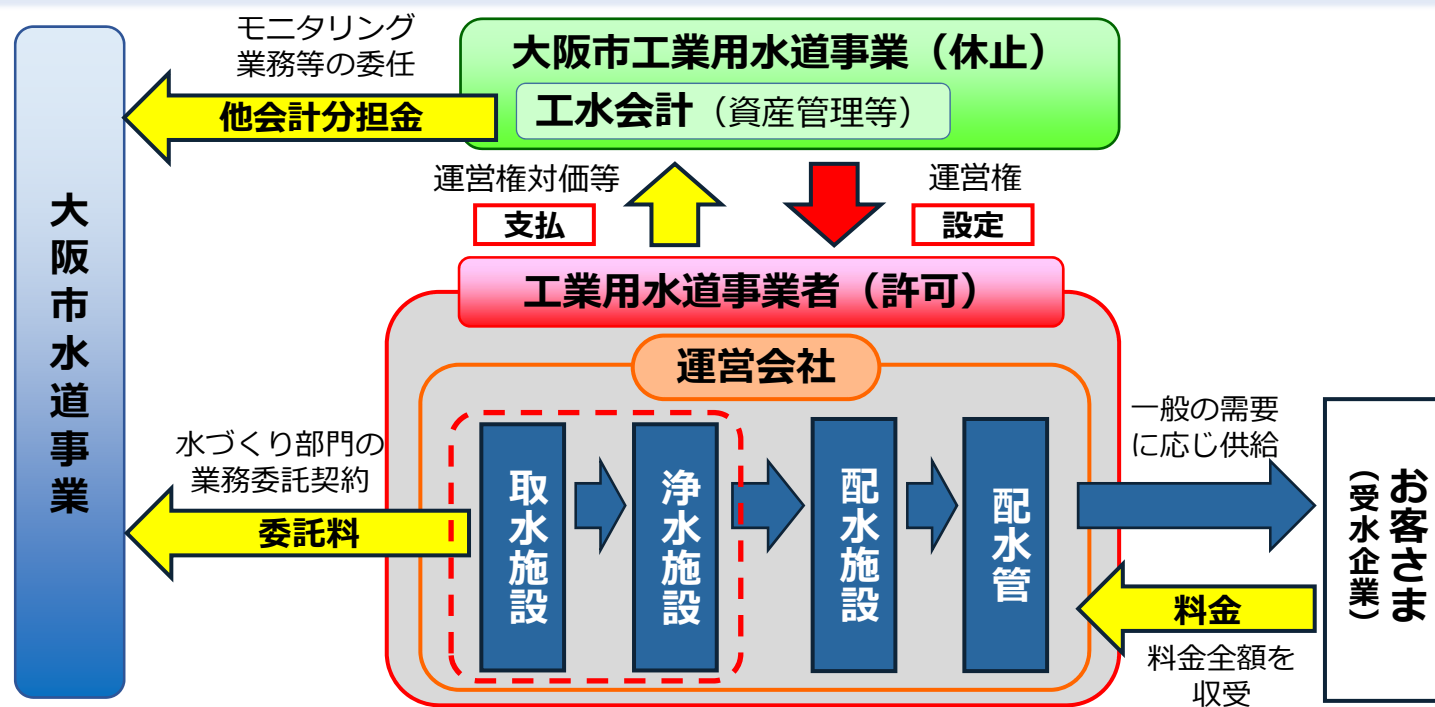 モニタリング
業務等の委任
他会計分担金
大阪市工業用水道事業（休止）
工水会計（資産管理等）
運営権対価等
支払
運営権
設定
大阪市水道事業
工業用水道事業者（許可）
運営会社
水づくり部門の
業務委託契約
委託料
取水施設
浄水施設
配水施設
配水管
一般の需要
に応じ供給
料金
料金全額を
収受
お客さま
（受水企業）